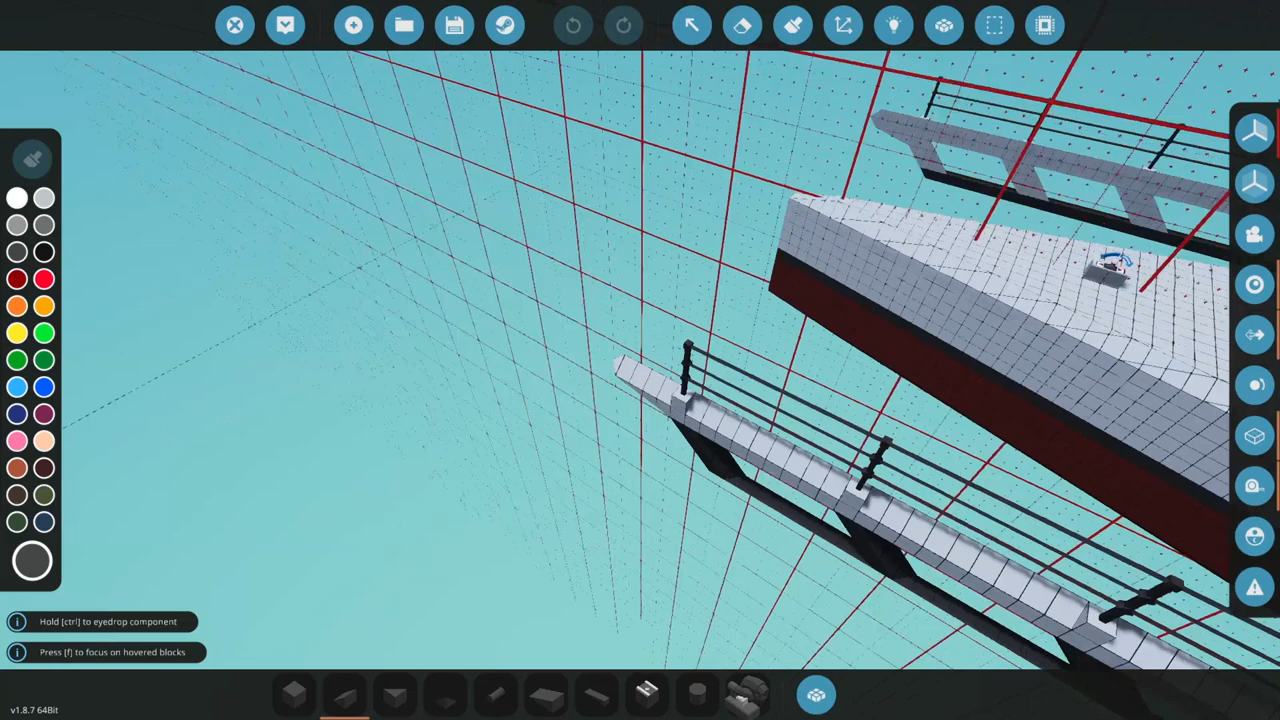 Hold [ctrl] to eyedrop component
Press [f] to focus on hovered blocks
v1.8.7 64Bit